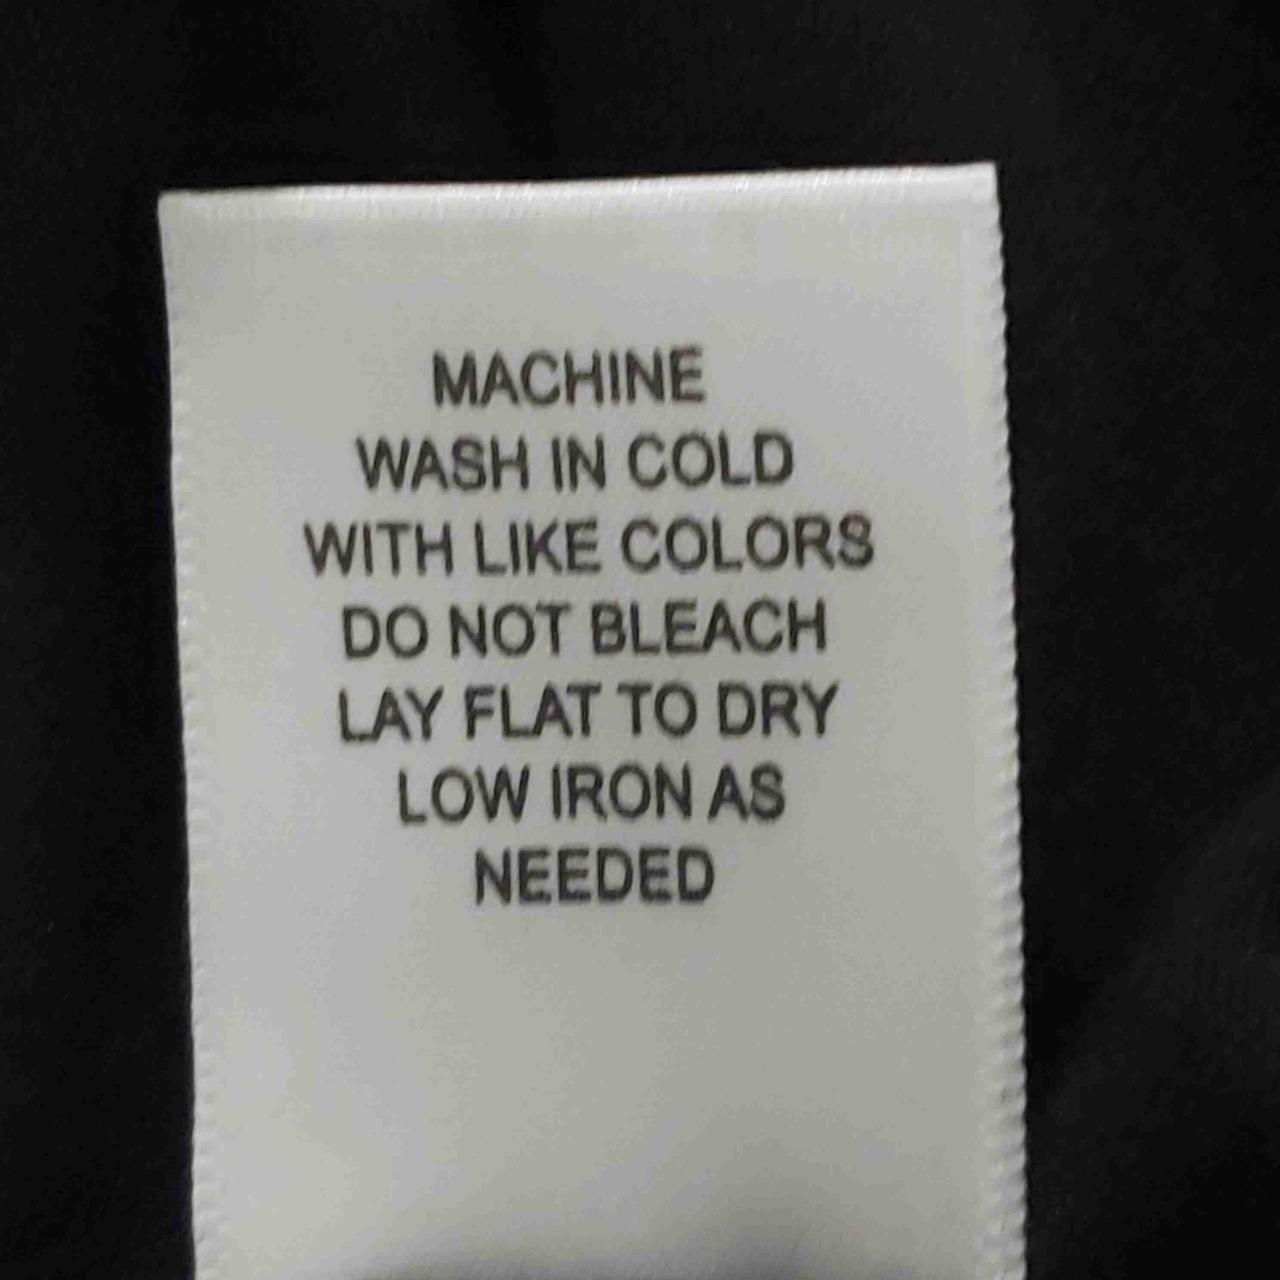 MACHINE
WASH IN COLD
WITH LIKE COLORS
DO NOT BLEACH
LAY FLAT TO DRY
LOW IRON AS
NEEDED